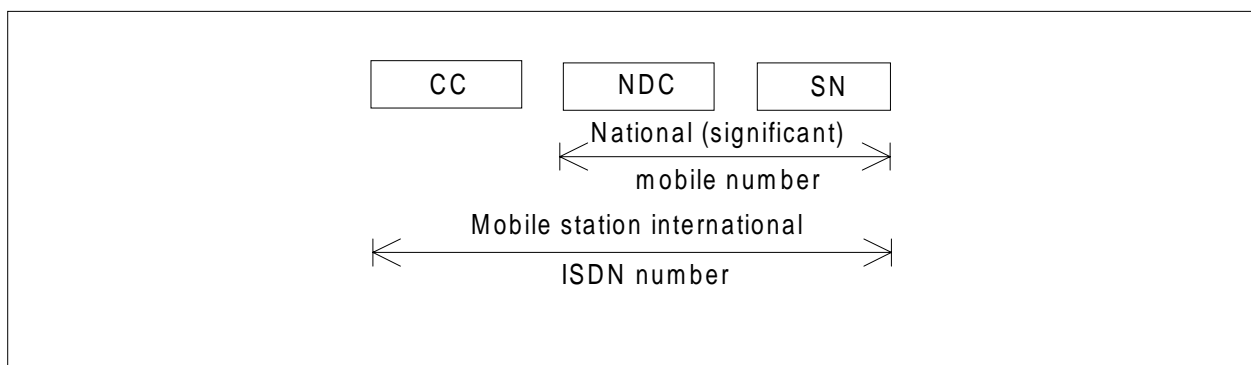 CC NDC SN
National (significant)
mobile number
Mobile station international
ISDN number